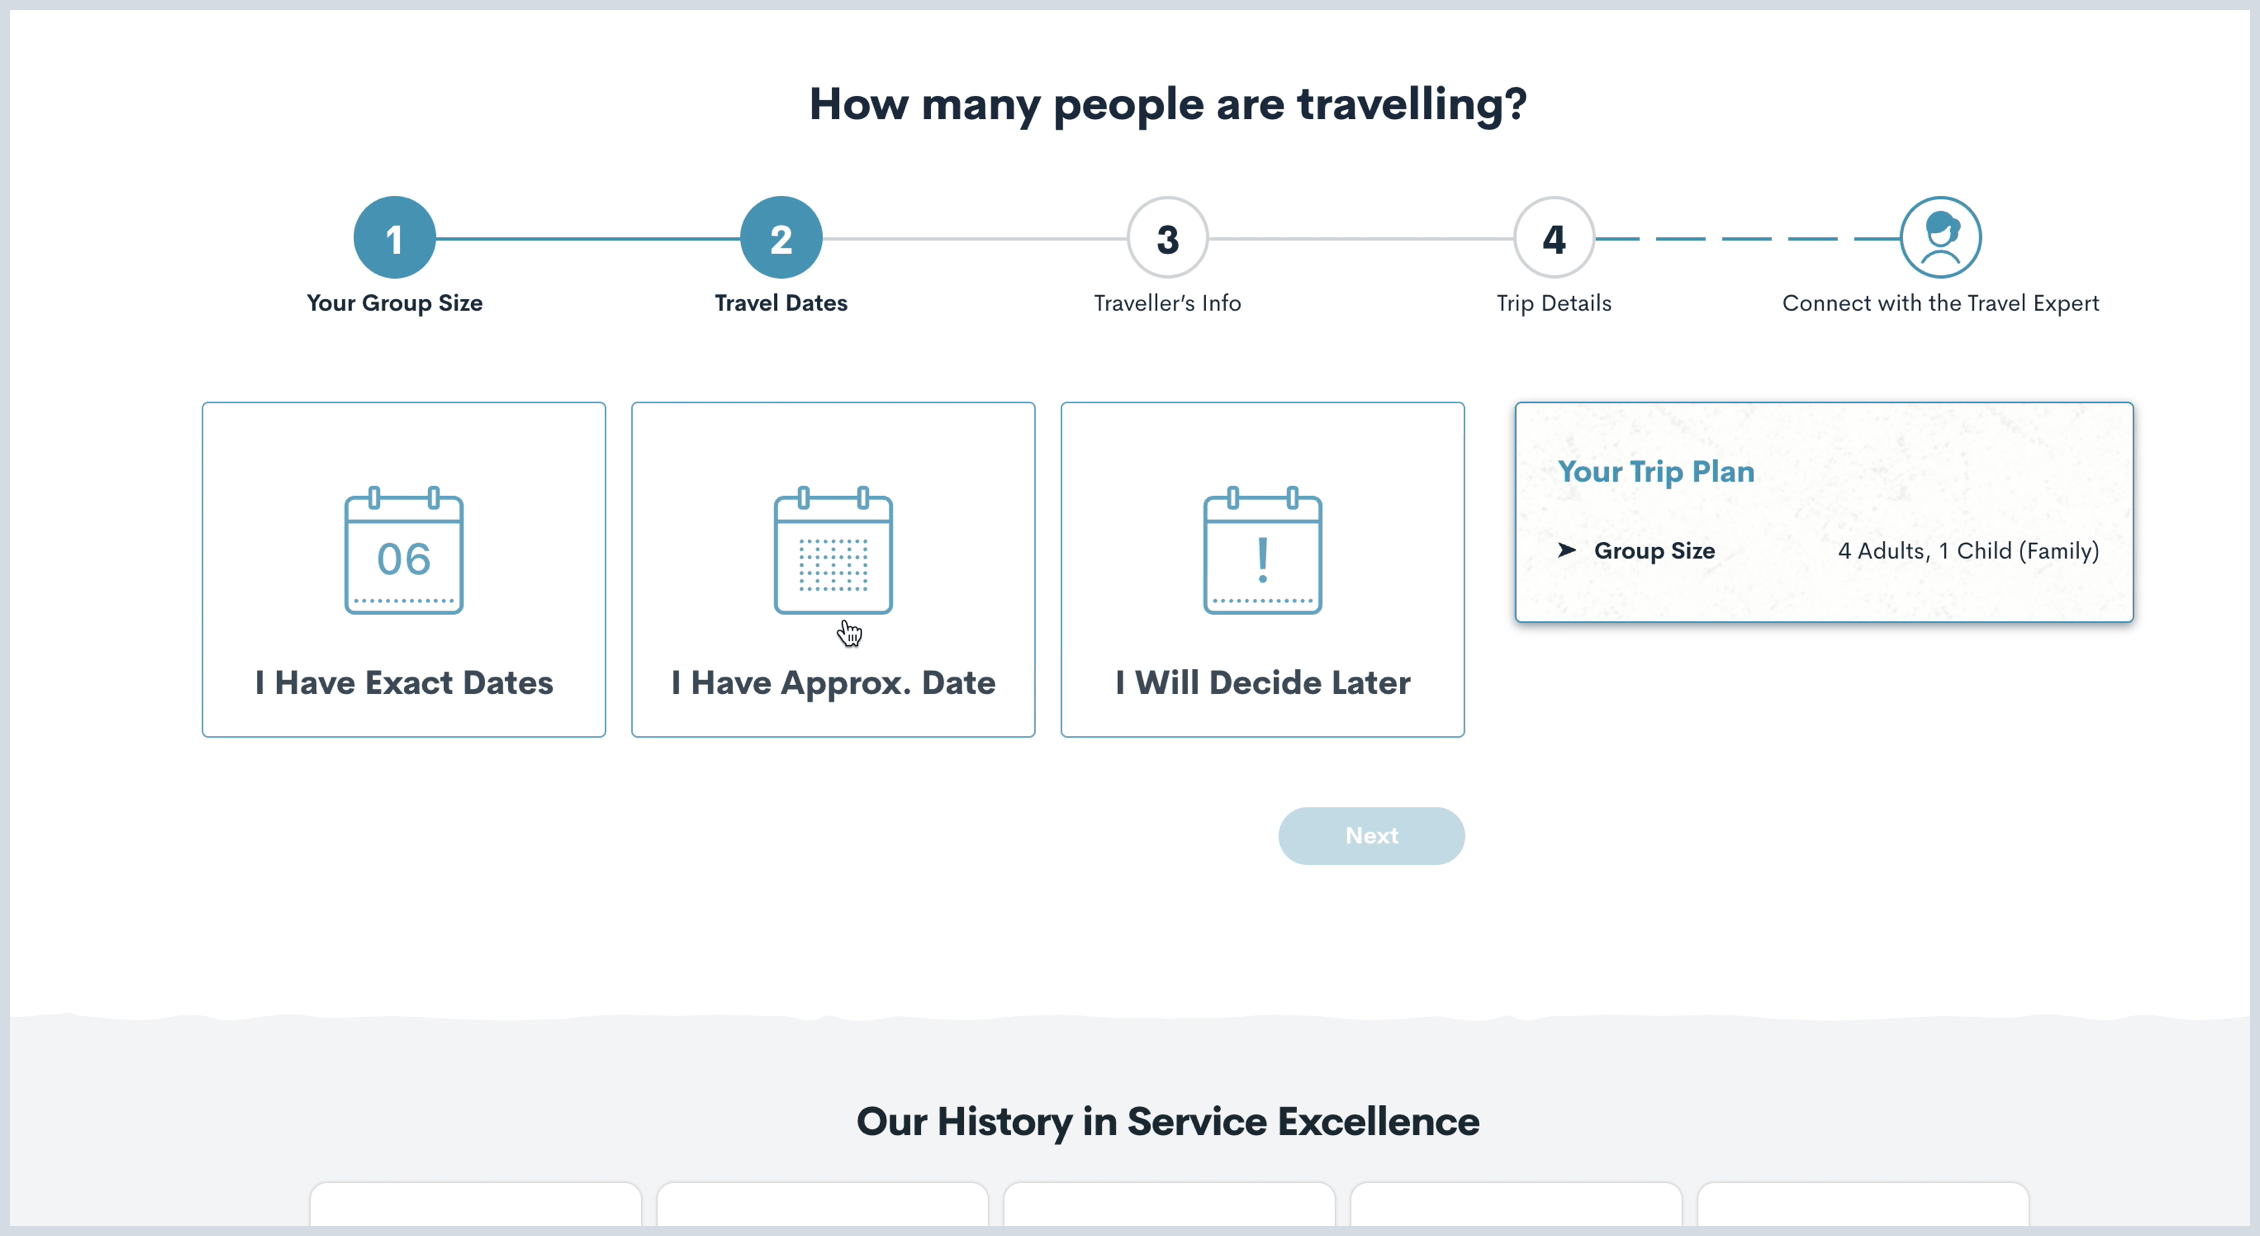 How many people are travelling?
1
2
3
4
Your Group Size
Travel Dates
Traveller’s Info
Trip Details
Connect with the Travel Expert
06
I Have Exact Dates
I Have Approx. Date
!
I Will Decide Later
Your Trip Plan
➤ Group Size 4 Adults, 1 Child (Family)
Next
Our History in Service Excellence